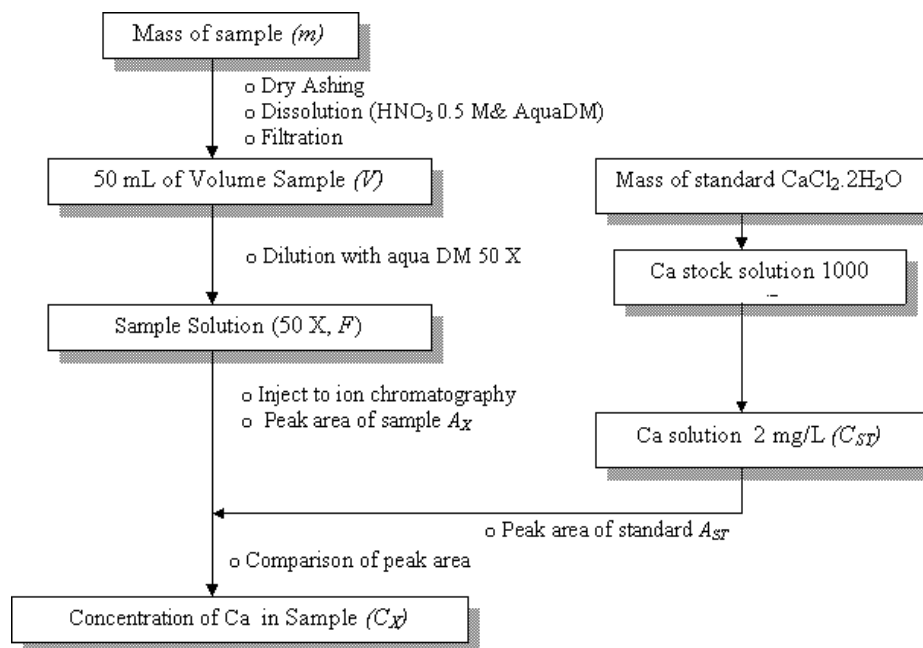 Mass of sample (m)
o Dry Ashing
o Dissolution (HNO₃ 0.5 M& AquaDM)
o Filtration
50 mL of Volume Sample (V)
Mass of standard CaCl₂.2H₂O
o Dilution with aqua DM 50 X
Ca stock solution 1000
Sample Solution (50 X, F)
o Inject to ion chromatography
o Peak area of sample Aₓ
Ca solution 2 mg/L (C_ST)
o Peak area of standard A_ST
o Comparison of peak area
Concentration of Ca in Sample (Cₓ)